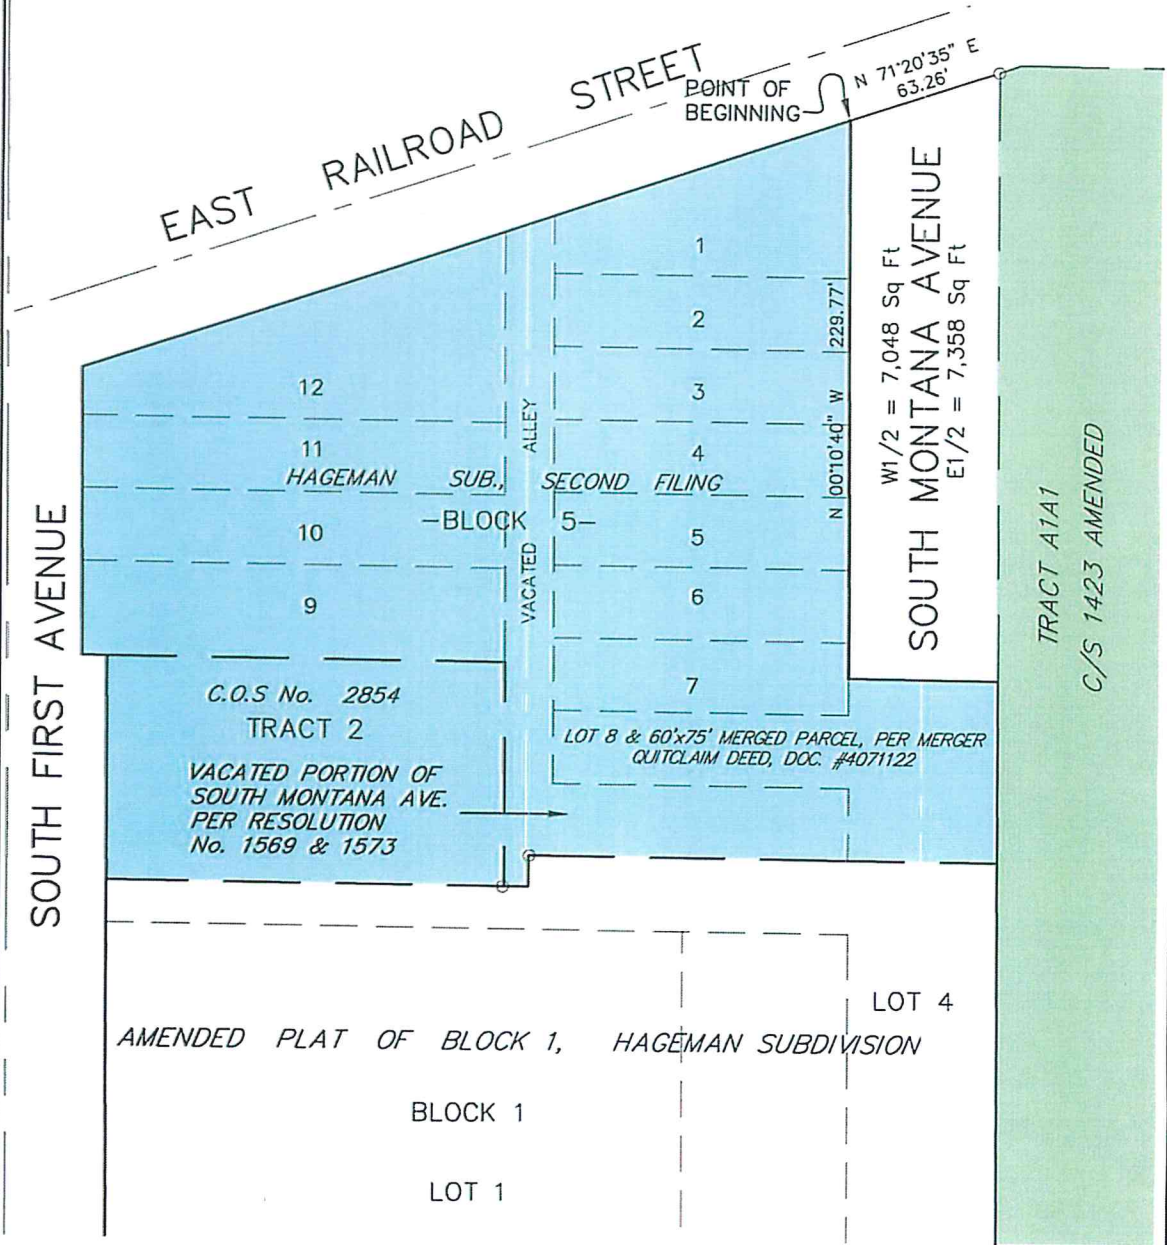 EAST RAILROAD STREET
POINT OF
BEGINNING
N 71°20'35" E
63.26'
1
2
3
4
5
6
7
12
11
10
9
HAGEMAN SUB., SECOND FILING
-BLOCK 5-
VACATED ALLEY
N 00°10'40" W 229.77'
W1/2 = 7,048 Sq Ft
SOUTH MONTANA AVENUE
E1/2 = 7,358 Sq Ft
TRACT A1A1
C/S 1423 AMENDED
SOUTH FIRST AVENUE
C.O.S No. 2854
TRACT 2
VACATED PORTION OF
SOUTH MONTANA AVE.
PER RESOLUTION
No. 1569 & 1573
LOT 8 & 60'x75' MERGED PARCEL, PER MERGER
QUITCLAIM DEED, DOC. #4071122
LOT 4
AMENDED PLAT OF BLOCK 1, HAGEMAN SUBDIVISION
BLOCK 1
LOT 1